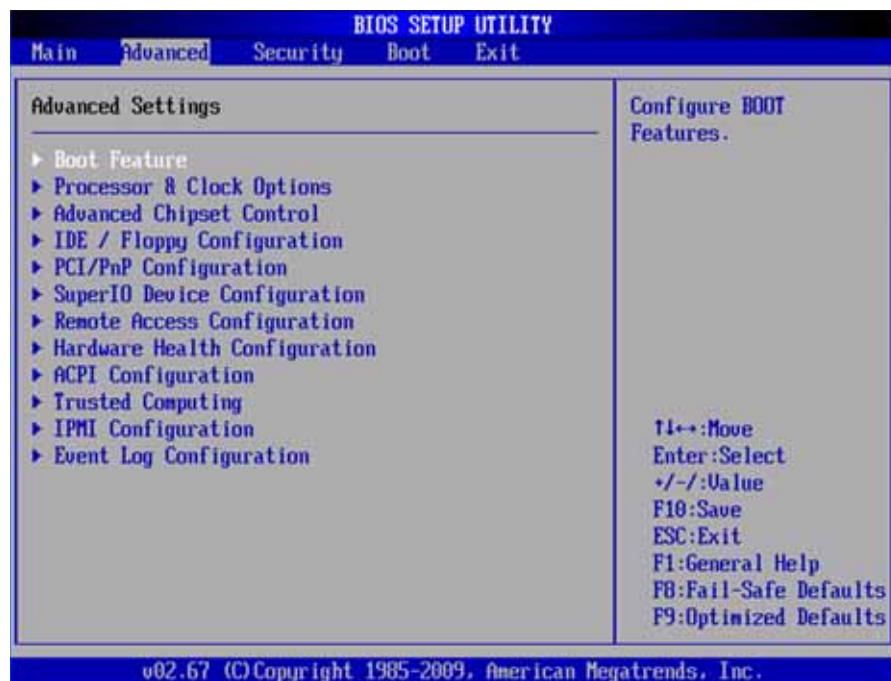 BIOS SETUP UTILITY
Main Advanced Security Boot Exit
Advanced Settings
▶ Boot Feature
▶ Processor & Clock Options
▶ Advanced Chipset Control
▶ IDE / Floppy Configuration
▶ PCI/PnP Configuration
▶ SuperIO Device Configuration
▶ Remote Access Configuration
▶ Hardware Health Configuration
▶ ACPI Configuration
▶ Trusted Computing
▶ IPMI Configuration
▶ Event Log Configuration
Configure BOOT
Features.
↑↓←→:Move
Enter:Select
+/-/:Value
F10:Save
ESC:Exit
F1:General Help
F8:Fail-Safe Defaults
F9:Optimized Defaults
v02.67 (C)Copyright 1985-2009, American Megatrends, Inc.